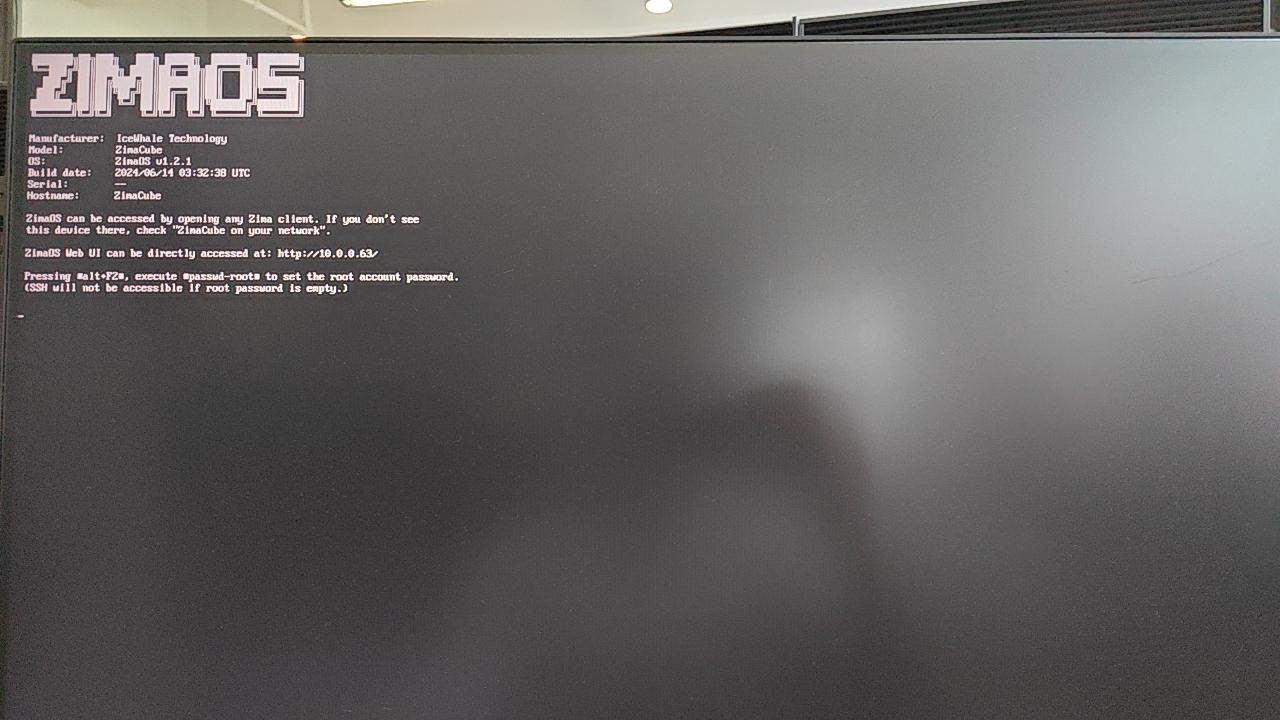 ZIMAOS
Manufacturer: IceWhale Technology
Model: ZimaCube
OS: ZimaOS v1.2.1
Build date: 2024/06/14 03:32:38 UTC
Serial: --
Hostname: ZimaCube
ZimaOS can be accessed by opening any Zima client. If you don't see
this device there, check "ZimaCube on your network".
ZimaOS Web UI can be directly accessed at: http://10.0.0.63/
Pressing ■alt+F2■, execute ■passwd-root■ to set the root account password.
(SSH will not be accessible if root password is empty.)